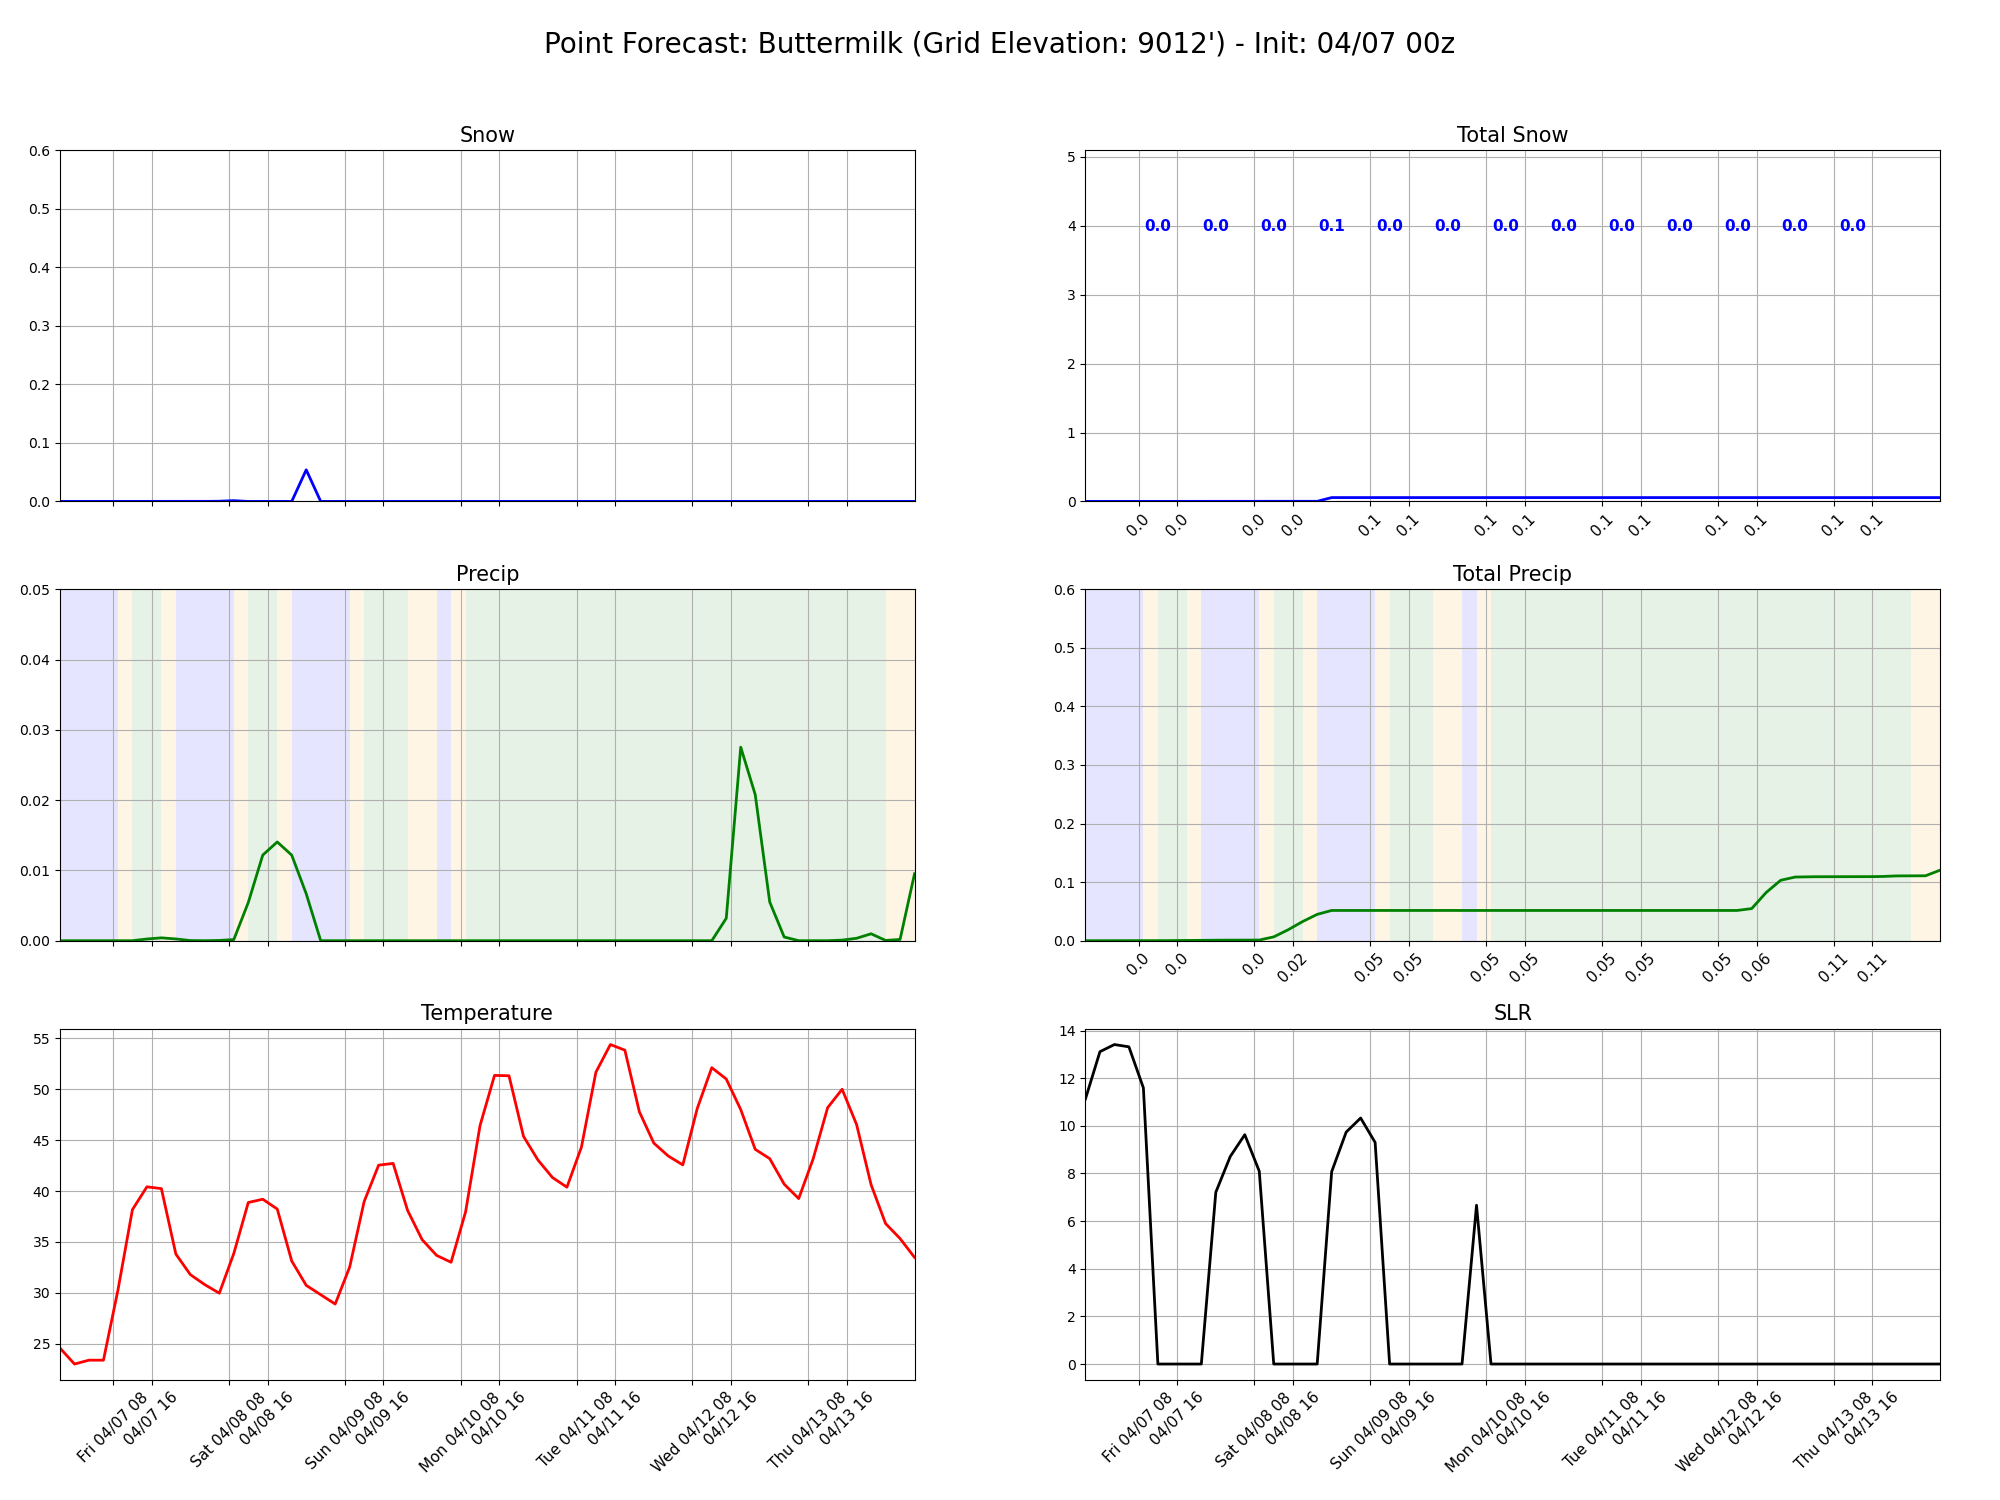 Point Forecast: Buttermilk (Grid Elevation: 9012') - Init: 04/07 00z
Snow
0.6
0.5
0.4
0.3
0.2
0.1
0.0
Total Snow
5
4
3
2
1
0
0.0 0.0 0.0 0.1 0.0 0.0 0.0 0.0 0.0 0.0 0.0 0.0 0.0
0.0 0.0 0.0 0.0 0.1 0.1 0.1 0.1 0.1 0.1 0.1 0.1 0.1 0.1
Precip
0.05
0.04
0.03
0.02
0.01
0.00
Total Precip
0.6
0.5
0.4
0.3
0.2
0.1
0.0
0.0 0.0 0.0 0.02 0.05 0.05 0.05 0.05 0.05 0.05 0.05 0.06 0.11 0.11
Temperature
55
50
45
40
35
30
25
Fri 04/07 08
04/07 16
Sat 04/08 08
04/08 16
Sun 04/09 08
04/09 16
Mon 04/10 08
04/10 16
Tue 04/11 08
04/11 16
Wed 04/12 08
04/12 16
Thu 04/13 08
04/13 16
SLR
14
12
10
8
6
4
2
0
Fri 04/07 08
04/07 16
Sat 04/08 08
04/08 16
Sun 04/09 08
04/09 16
Mon 04/10 08
04/10 16
Tue 04/11 08
04/11 16
Wed 04/12 08
04/12 16
Thu 04/13 08
04/13 16